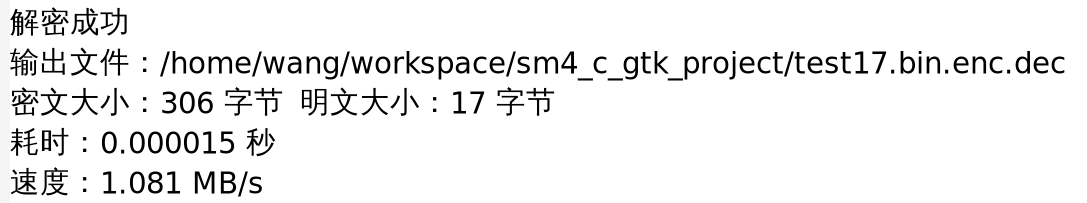 解密成功
输出文件：/home/wang/workspace/sm4_c_gtk_project/test17.bin.enc.dec
密文大小：306 字节  明文大小：17 字节
耗时：0.000015 秒
速度：1.081 MB/s